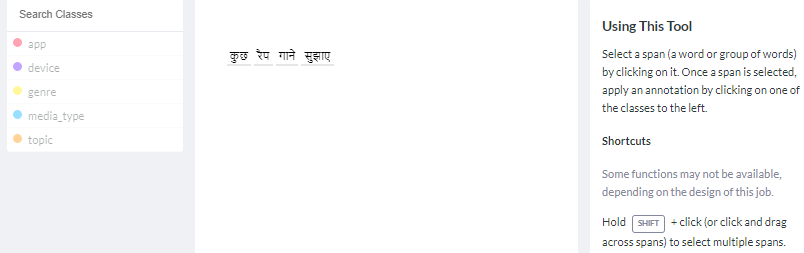 Search Classes
app
device
genre
media_type
topic
कुछ रैप गाने सुझाए
Using This Tool
Select a span (a word or group of words)
by clicking on it. Once a span is selected,
apply an annotation by clicking on one of
the classes to the left.
Shortcuts
Some functions may not be available,
depending on the design of this job.
Hold SHIFT + click (or click and drag
across spans) to select multiple spans.